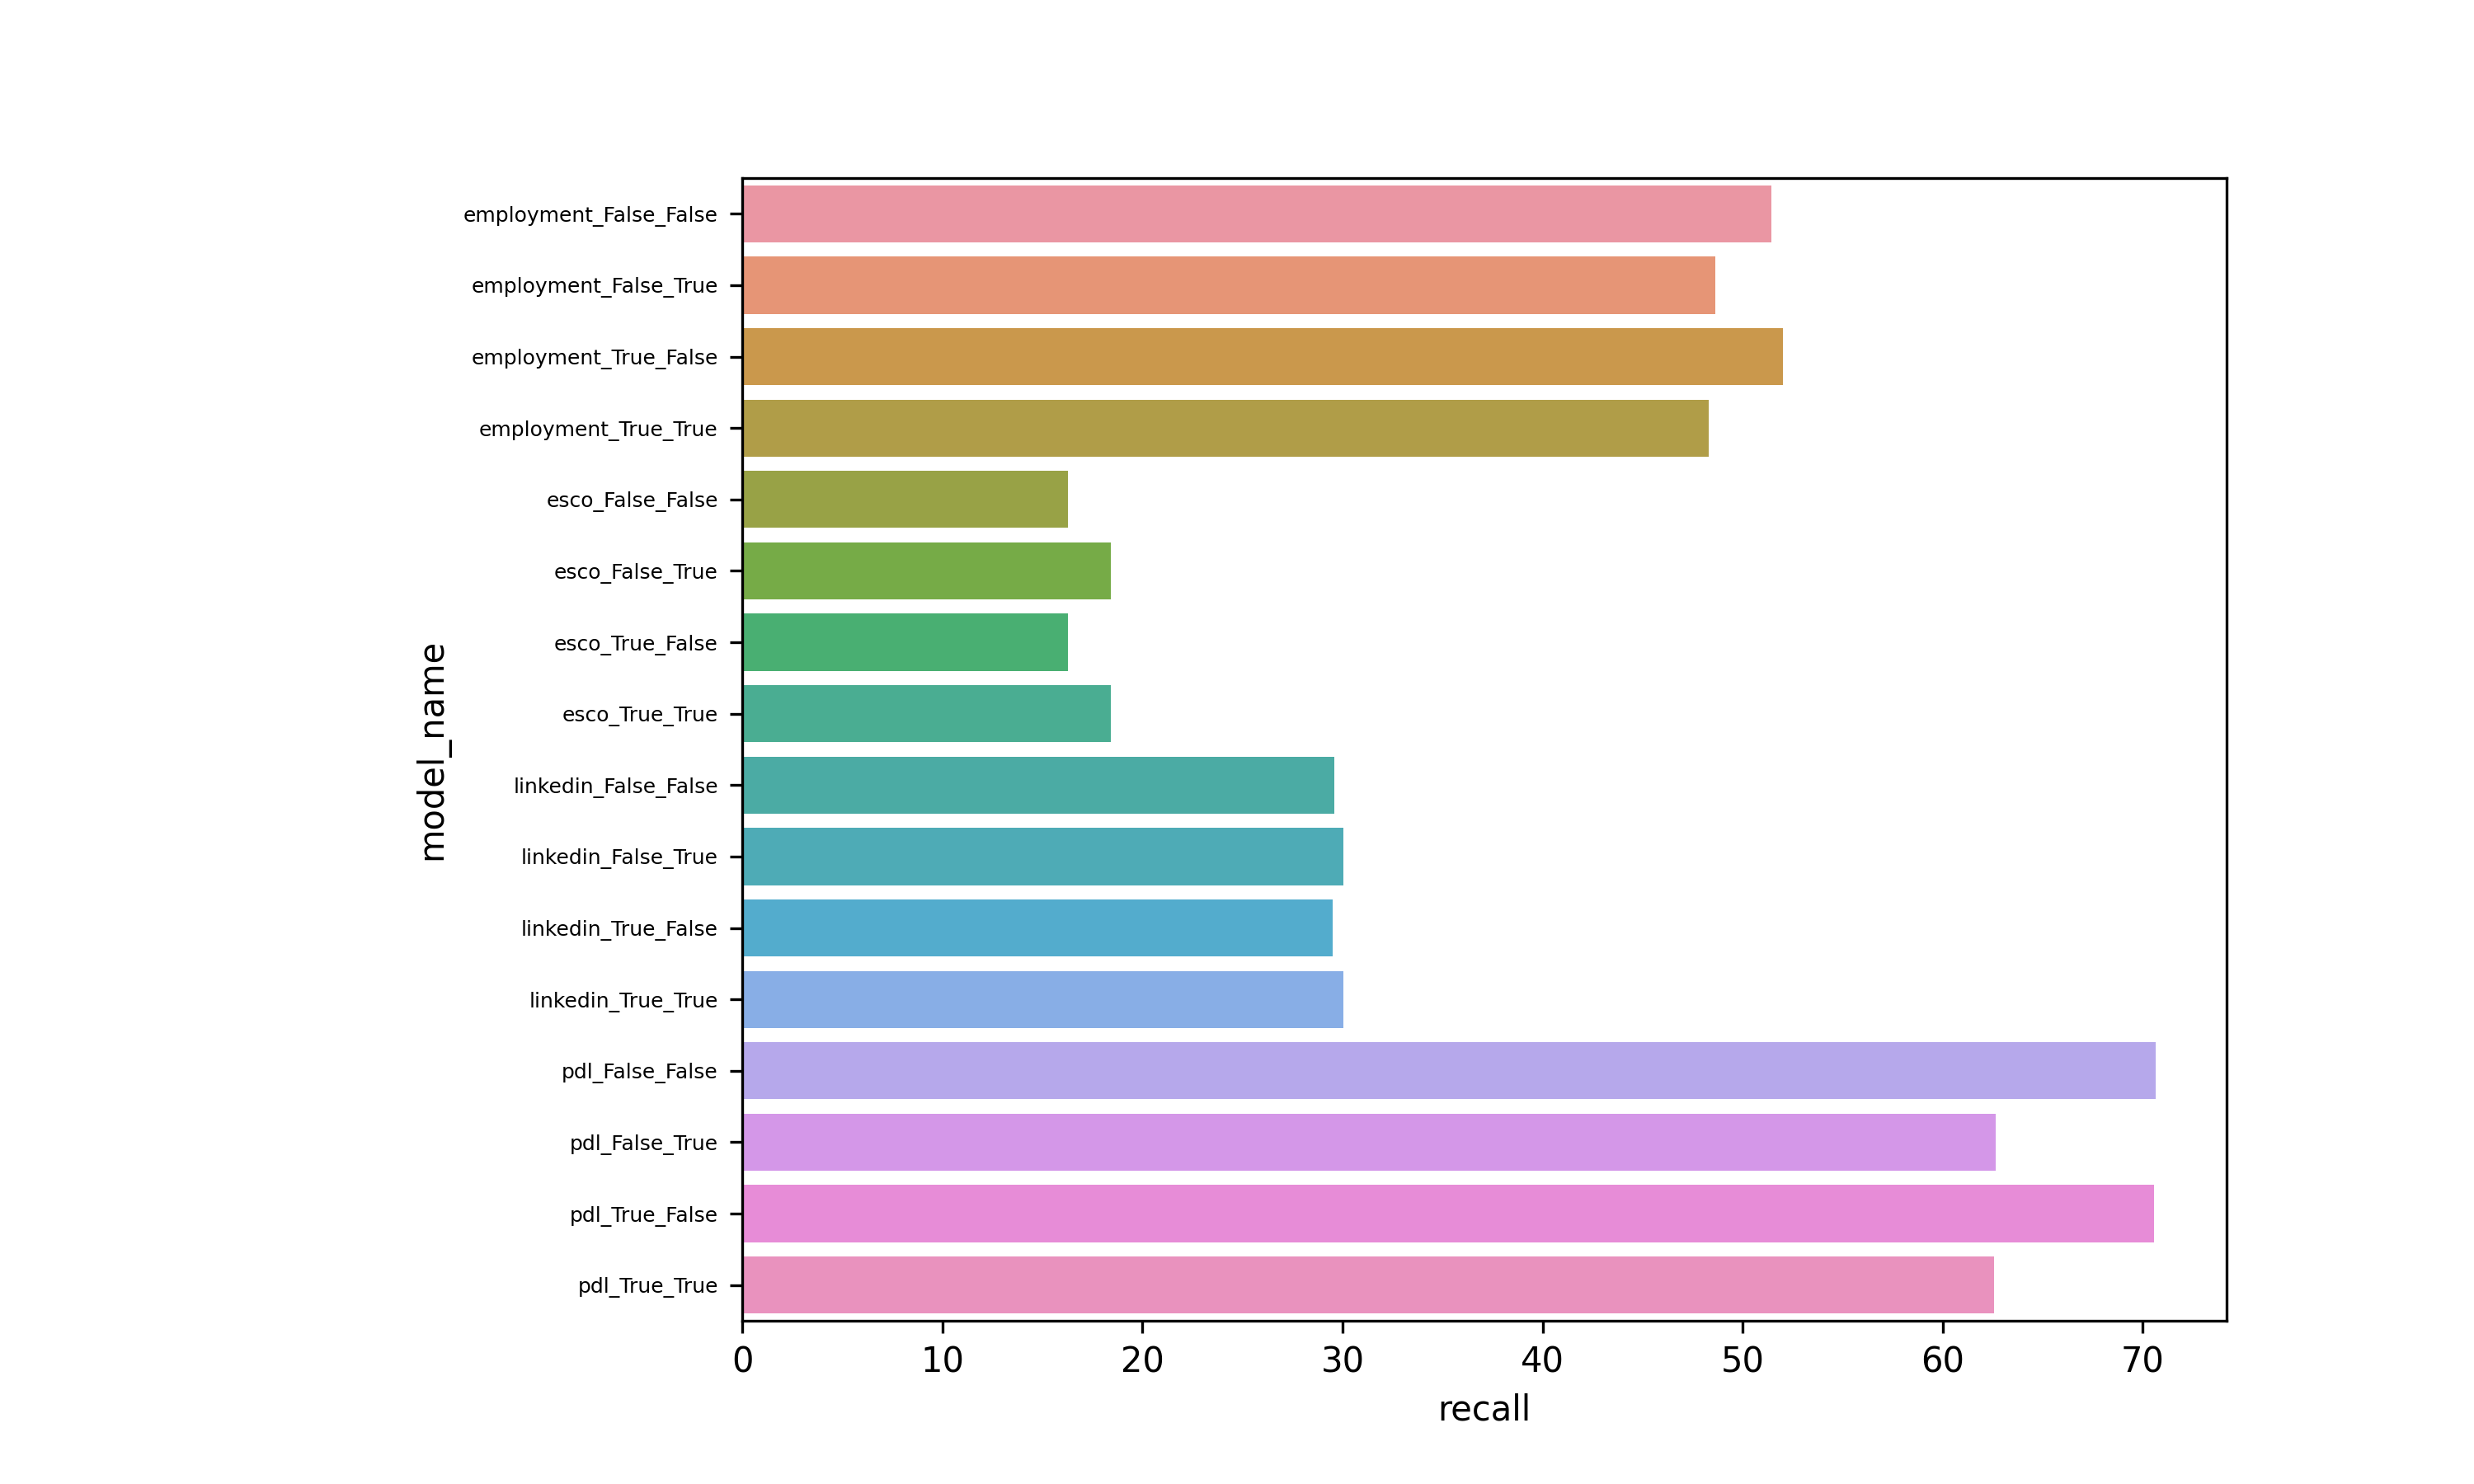 employment_False_False
employment_False_True
employment_True_False
employment_True_True
esco_False_False
esco_False_True
esco_True_False
esco_True_True
linkedin_False_False
linkedin_False_True
linkedin_True_False
linkedin_True_True
pdl_False_False
pdl_False_True
pdl_True_False
pdl_True_True
model_name
0 10 20 30 40 50 60 70
recall